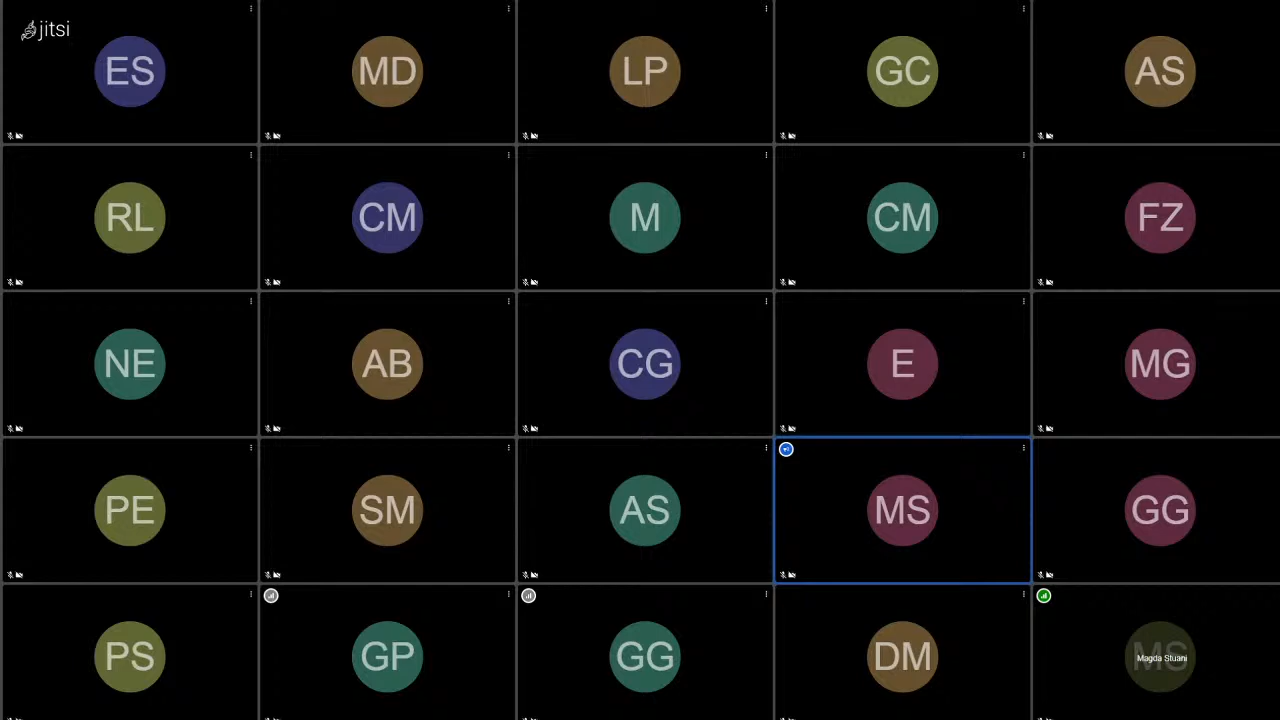 jitsi
ES MD LP GC AS
RL CM M CM FZ
NE AB CG E MG
PE SM AS MS GG
PS GP GG DM MS
Magda Stuani